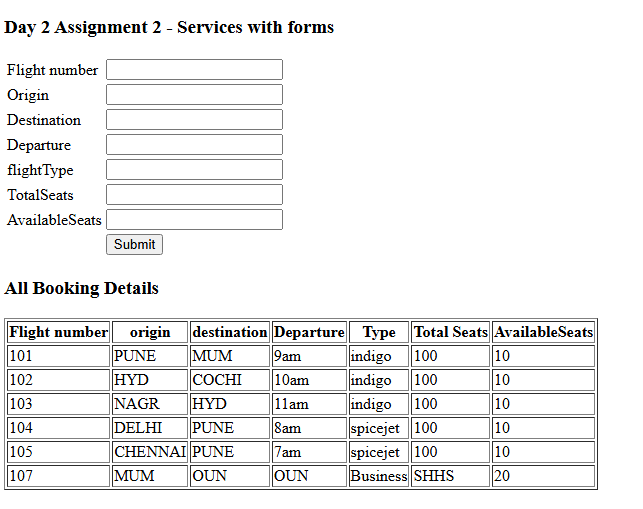 Day 2 Assignment 2 - Services with forms
Flight number
Origin
Destination
Departure
flightType
TotalSeats
AvailableSeats
Submit
All Booking Details
Flight number origin destination Departure Type Total Seats AvailableSeats
101 PUNE MUM 9am indigo 100 10
102 HYD COCHI 10am indigo 100 10
103 NAGR HYD 11am indigo 100 10
104 DELHI PUNE 8am spicejet 100 10
105 CHENNAI PUNE 7am spicejet 100 10
107 MUM OUN OUN Business SHHS 20